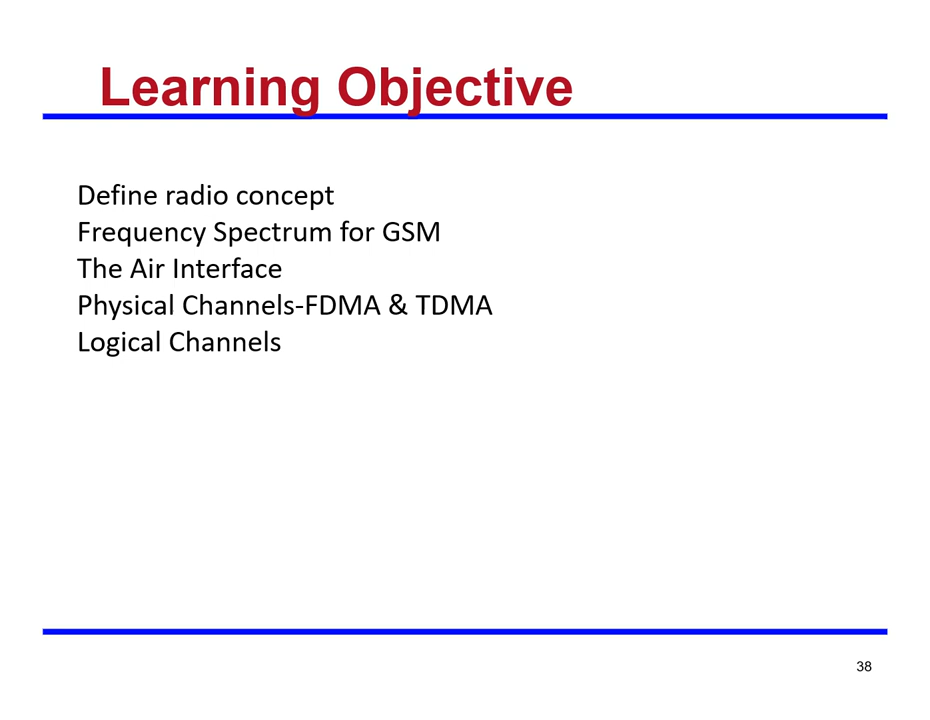 Learning Objective
Define radio concept
Frequency Spectrum for GSM
The Air Interface
Physical Channels-FDMA & TDMA
Logical Channels
38